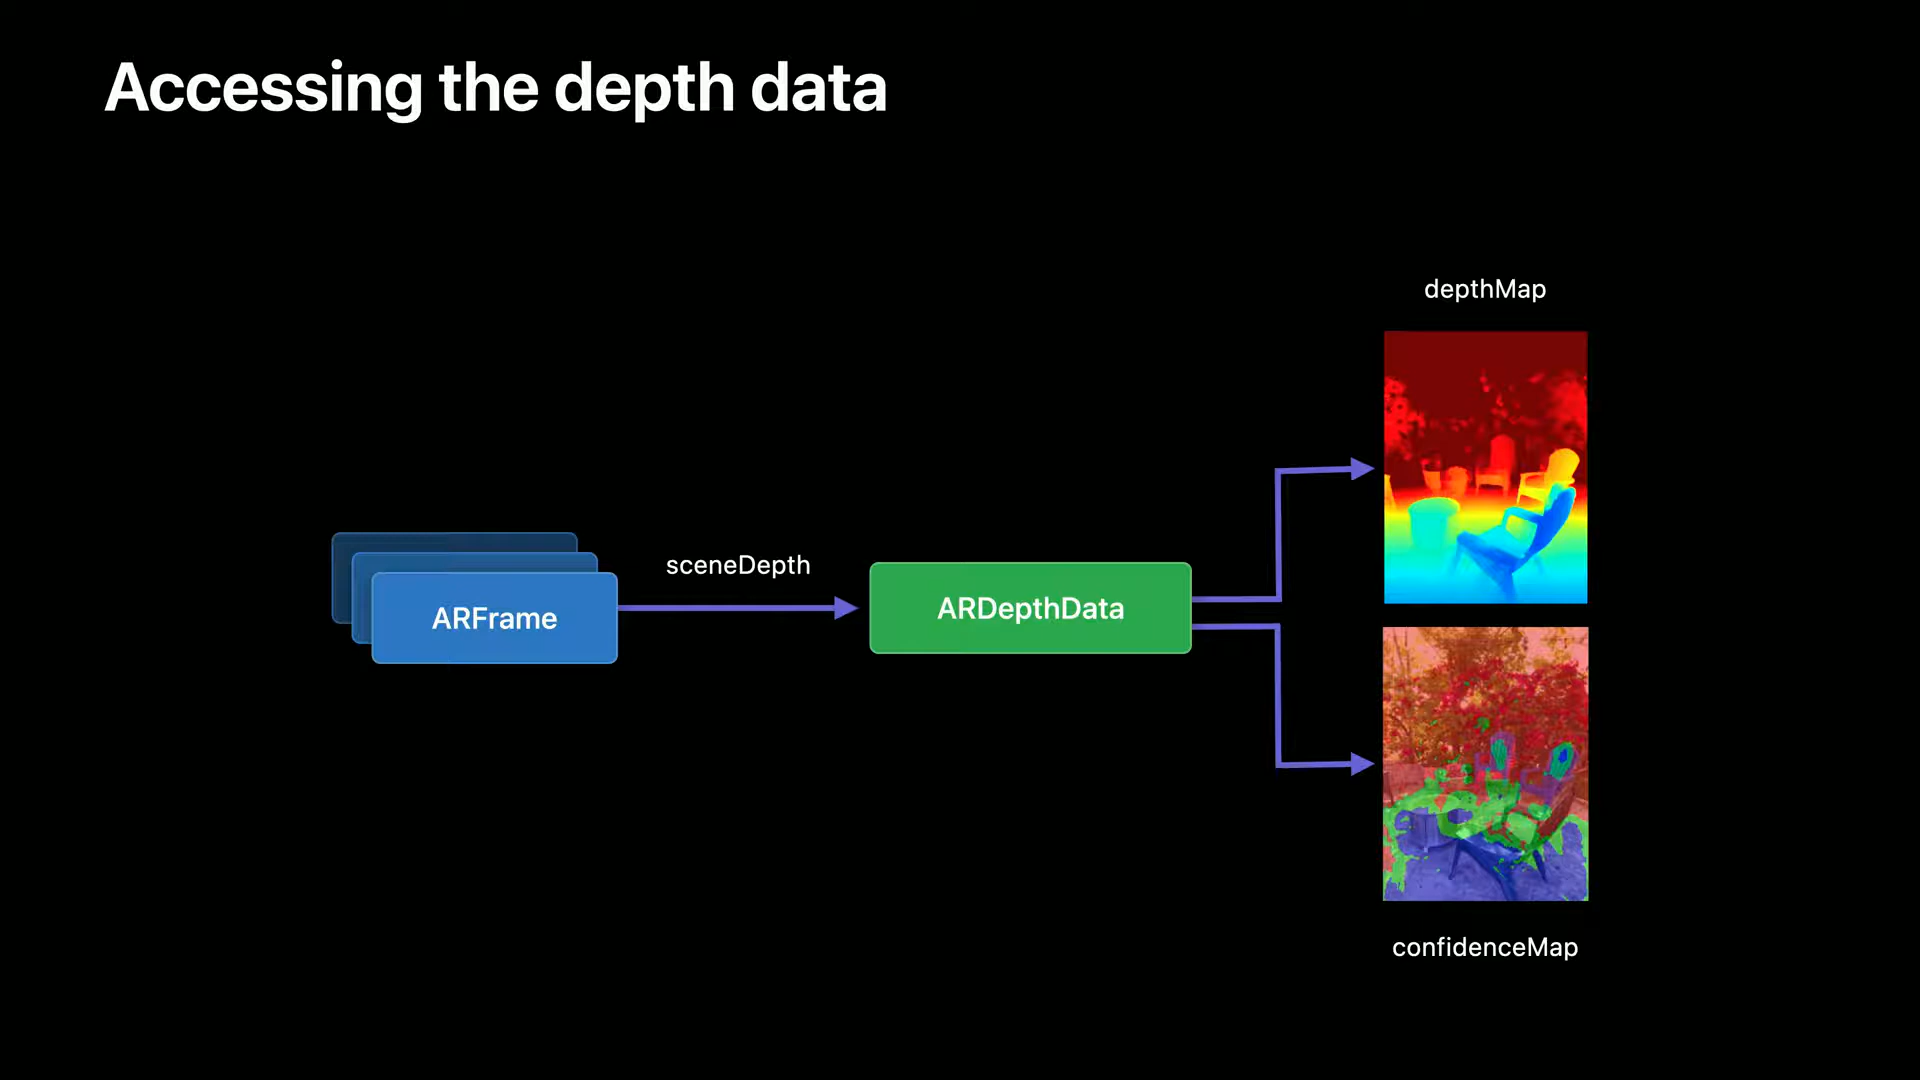 Accessing the depth data
depthMap
sceneDepth
ARFrame
ARDepthData
confidenceMap